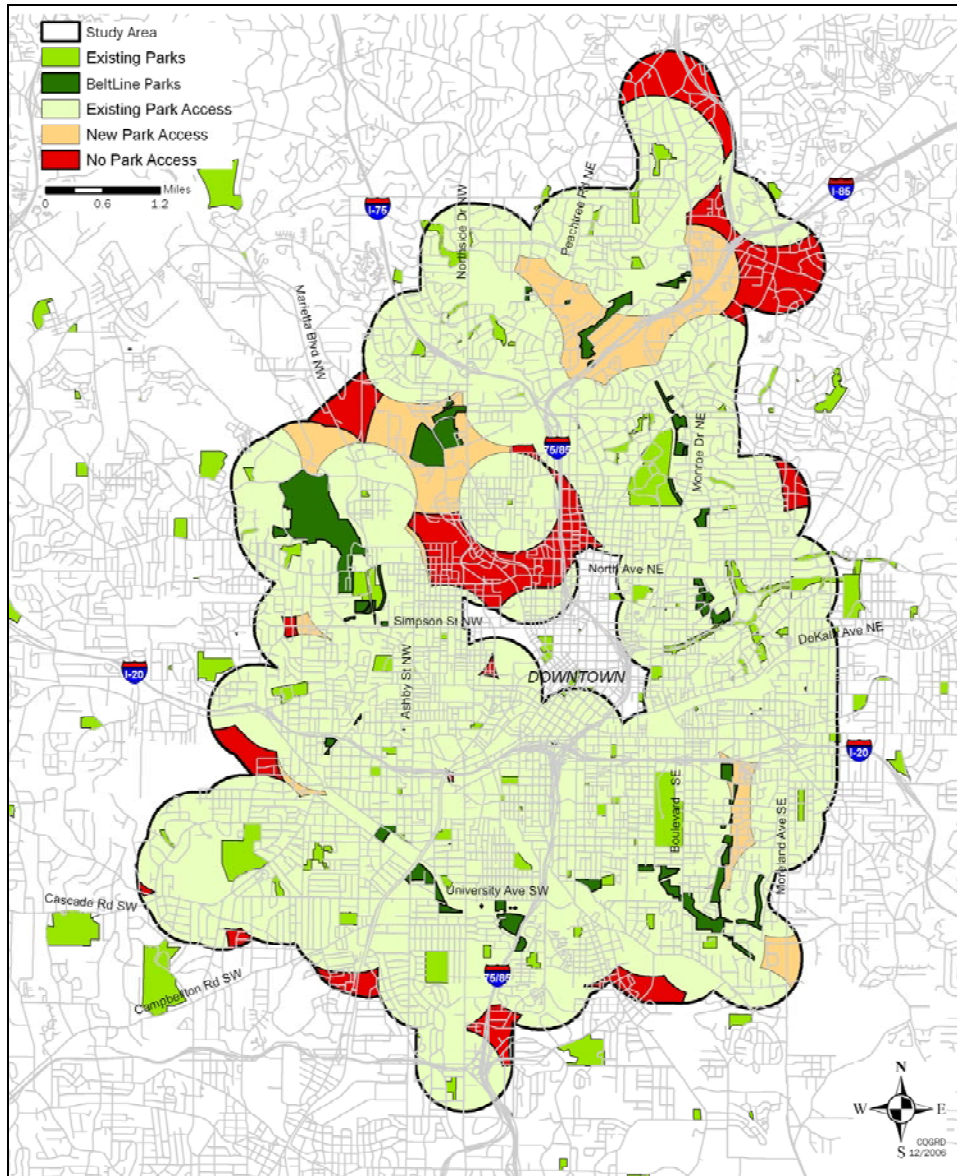 Study Area
Existing Parks
BeltLine Parks
Existing Park Access
New Park Access
No Park Access
Miles
0 0.6 1.2
I-75
I-85
Northside Dr NW
Peachtree Rd NE
Marietta Blvd NW
75/85
Monroe Dr NE
North Ave NE
Simpson St NW
DeKalb Ave NE
I-20
Ashby St NW
DOWNTOWN
I-20
Boulevard SE
Moreland Ave SE
University Ave SW
Cascade Rd SW
75/85
Campbellton Rd SW
N
W E
S
CQGRD
12/2006